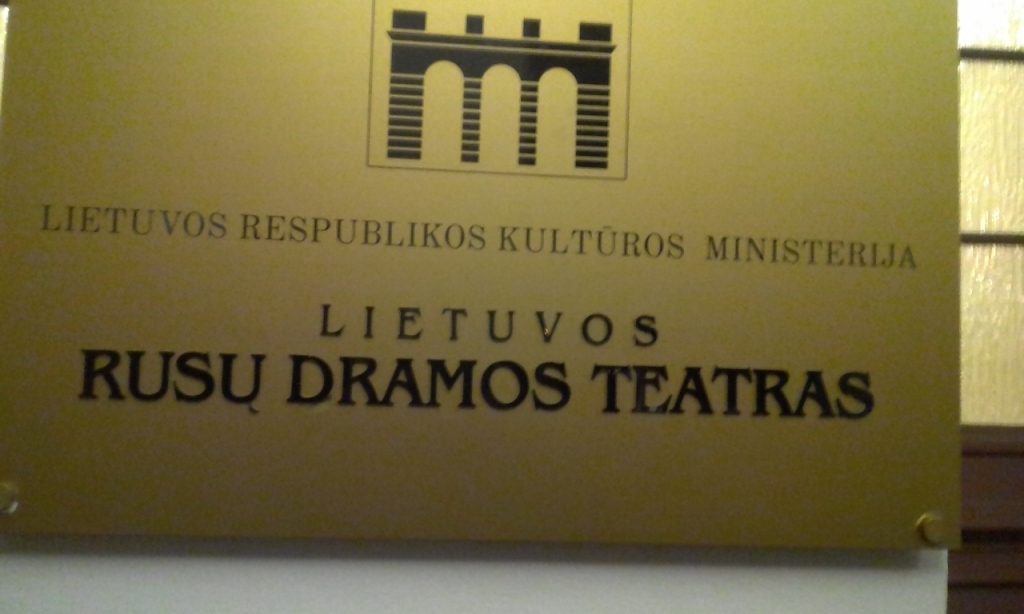 LIETUVOS RESPUBLIKOS KULTŪROS MINISTERIJA
LIETUVOS
RUSŲ DRAMOS TEATRAS